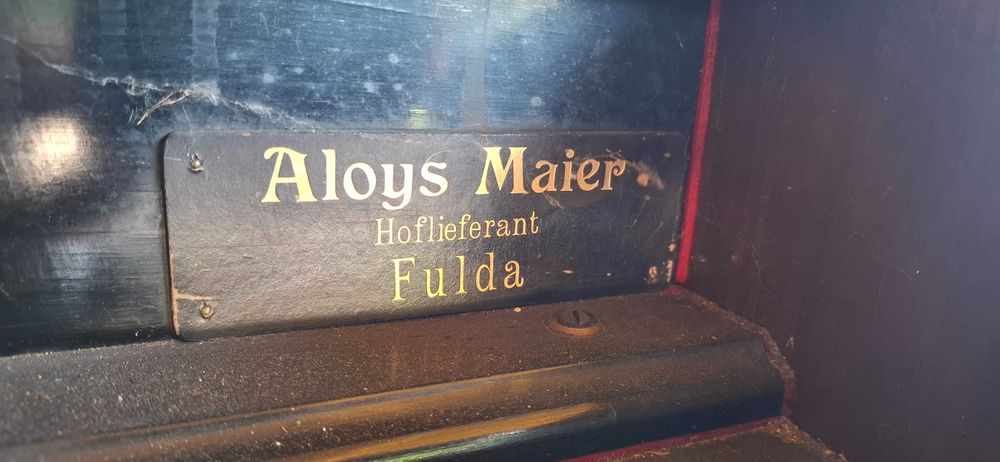 Aloys Maier
Hoflieferant
Fulda